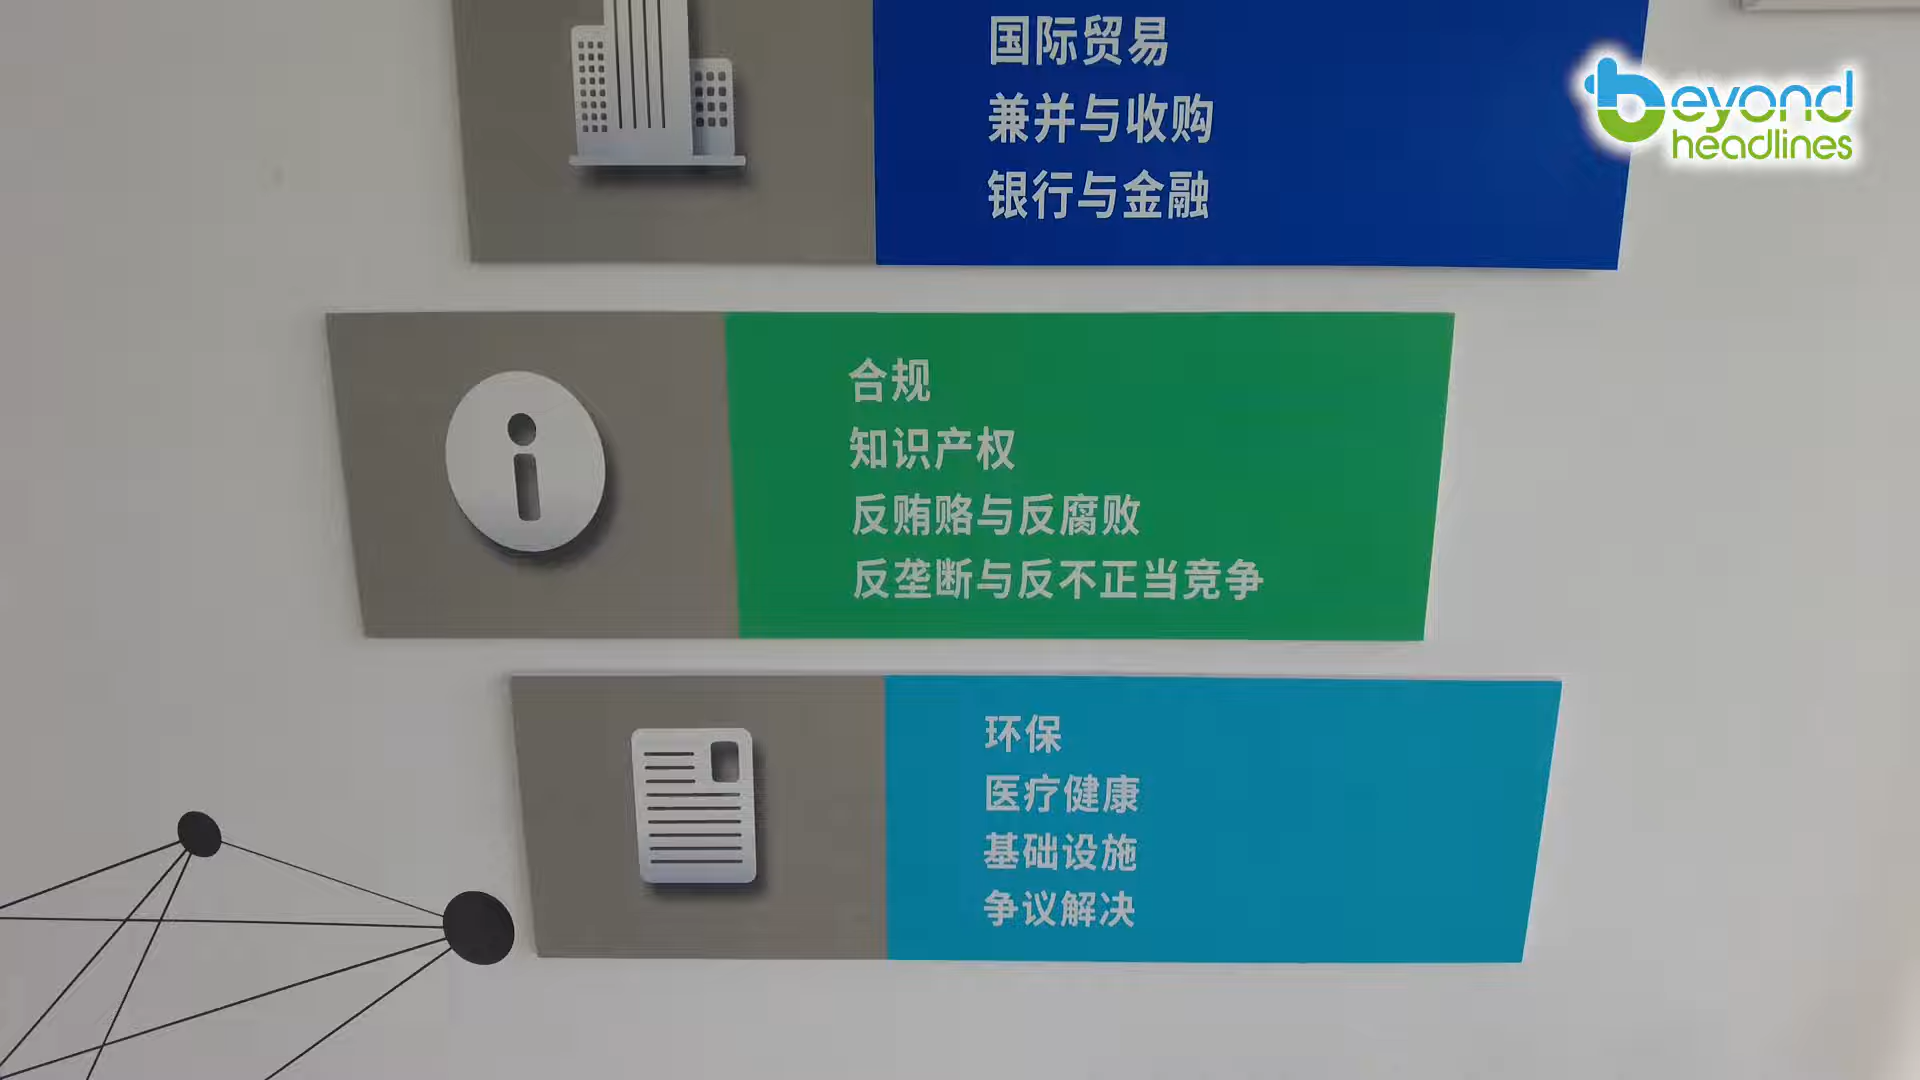 国际贸易
兼并与收购
银行与金融
beyond
headlines
合规
知识产权
反贿赂与反腐败
反垄断与反不正当竞争
环保
医疗健康
基础设施
争议解决